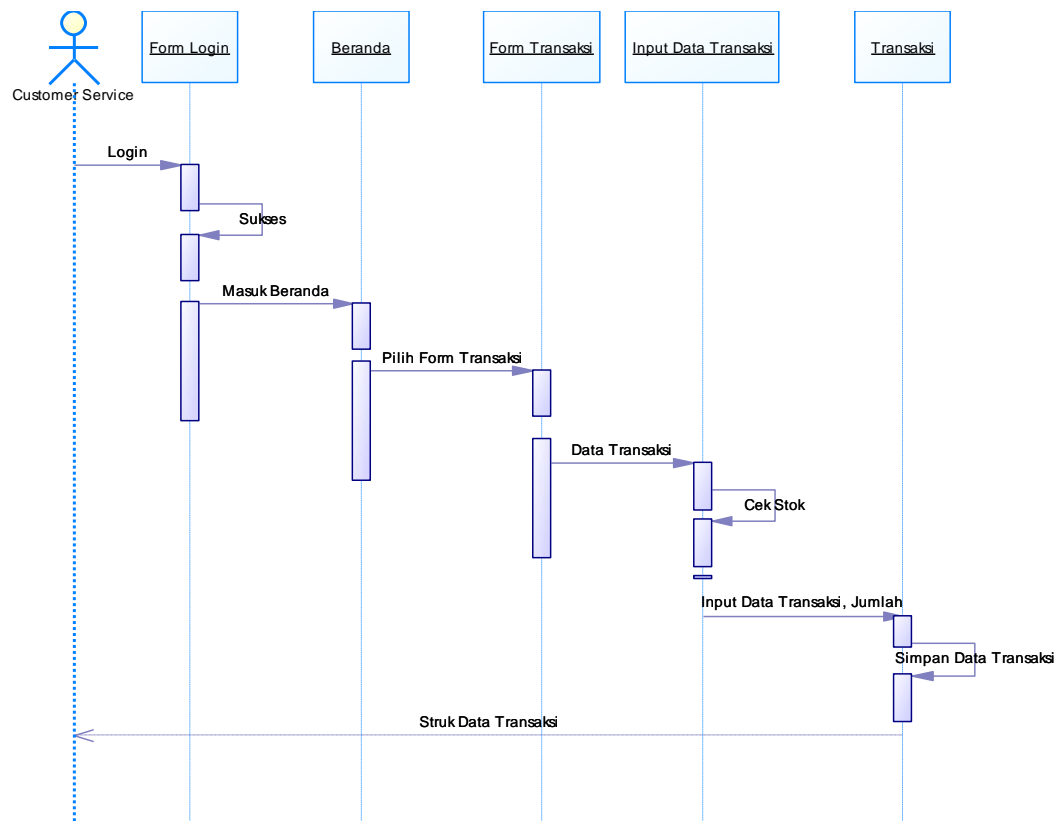 Form Login
Beranda
Form Transaksi
Input Data Transaksi
Transaksi
Customer Service
Login
Sukses
Masuk Beranda
Pilih Form Transaksi
Data Transaksi
Cek Stok
Input Data Transaksi, Jumlah
Simpan Data Transaksi
Struk Data Transaksi